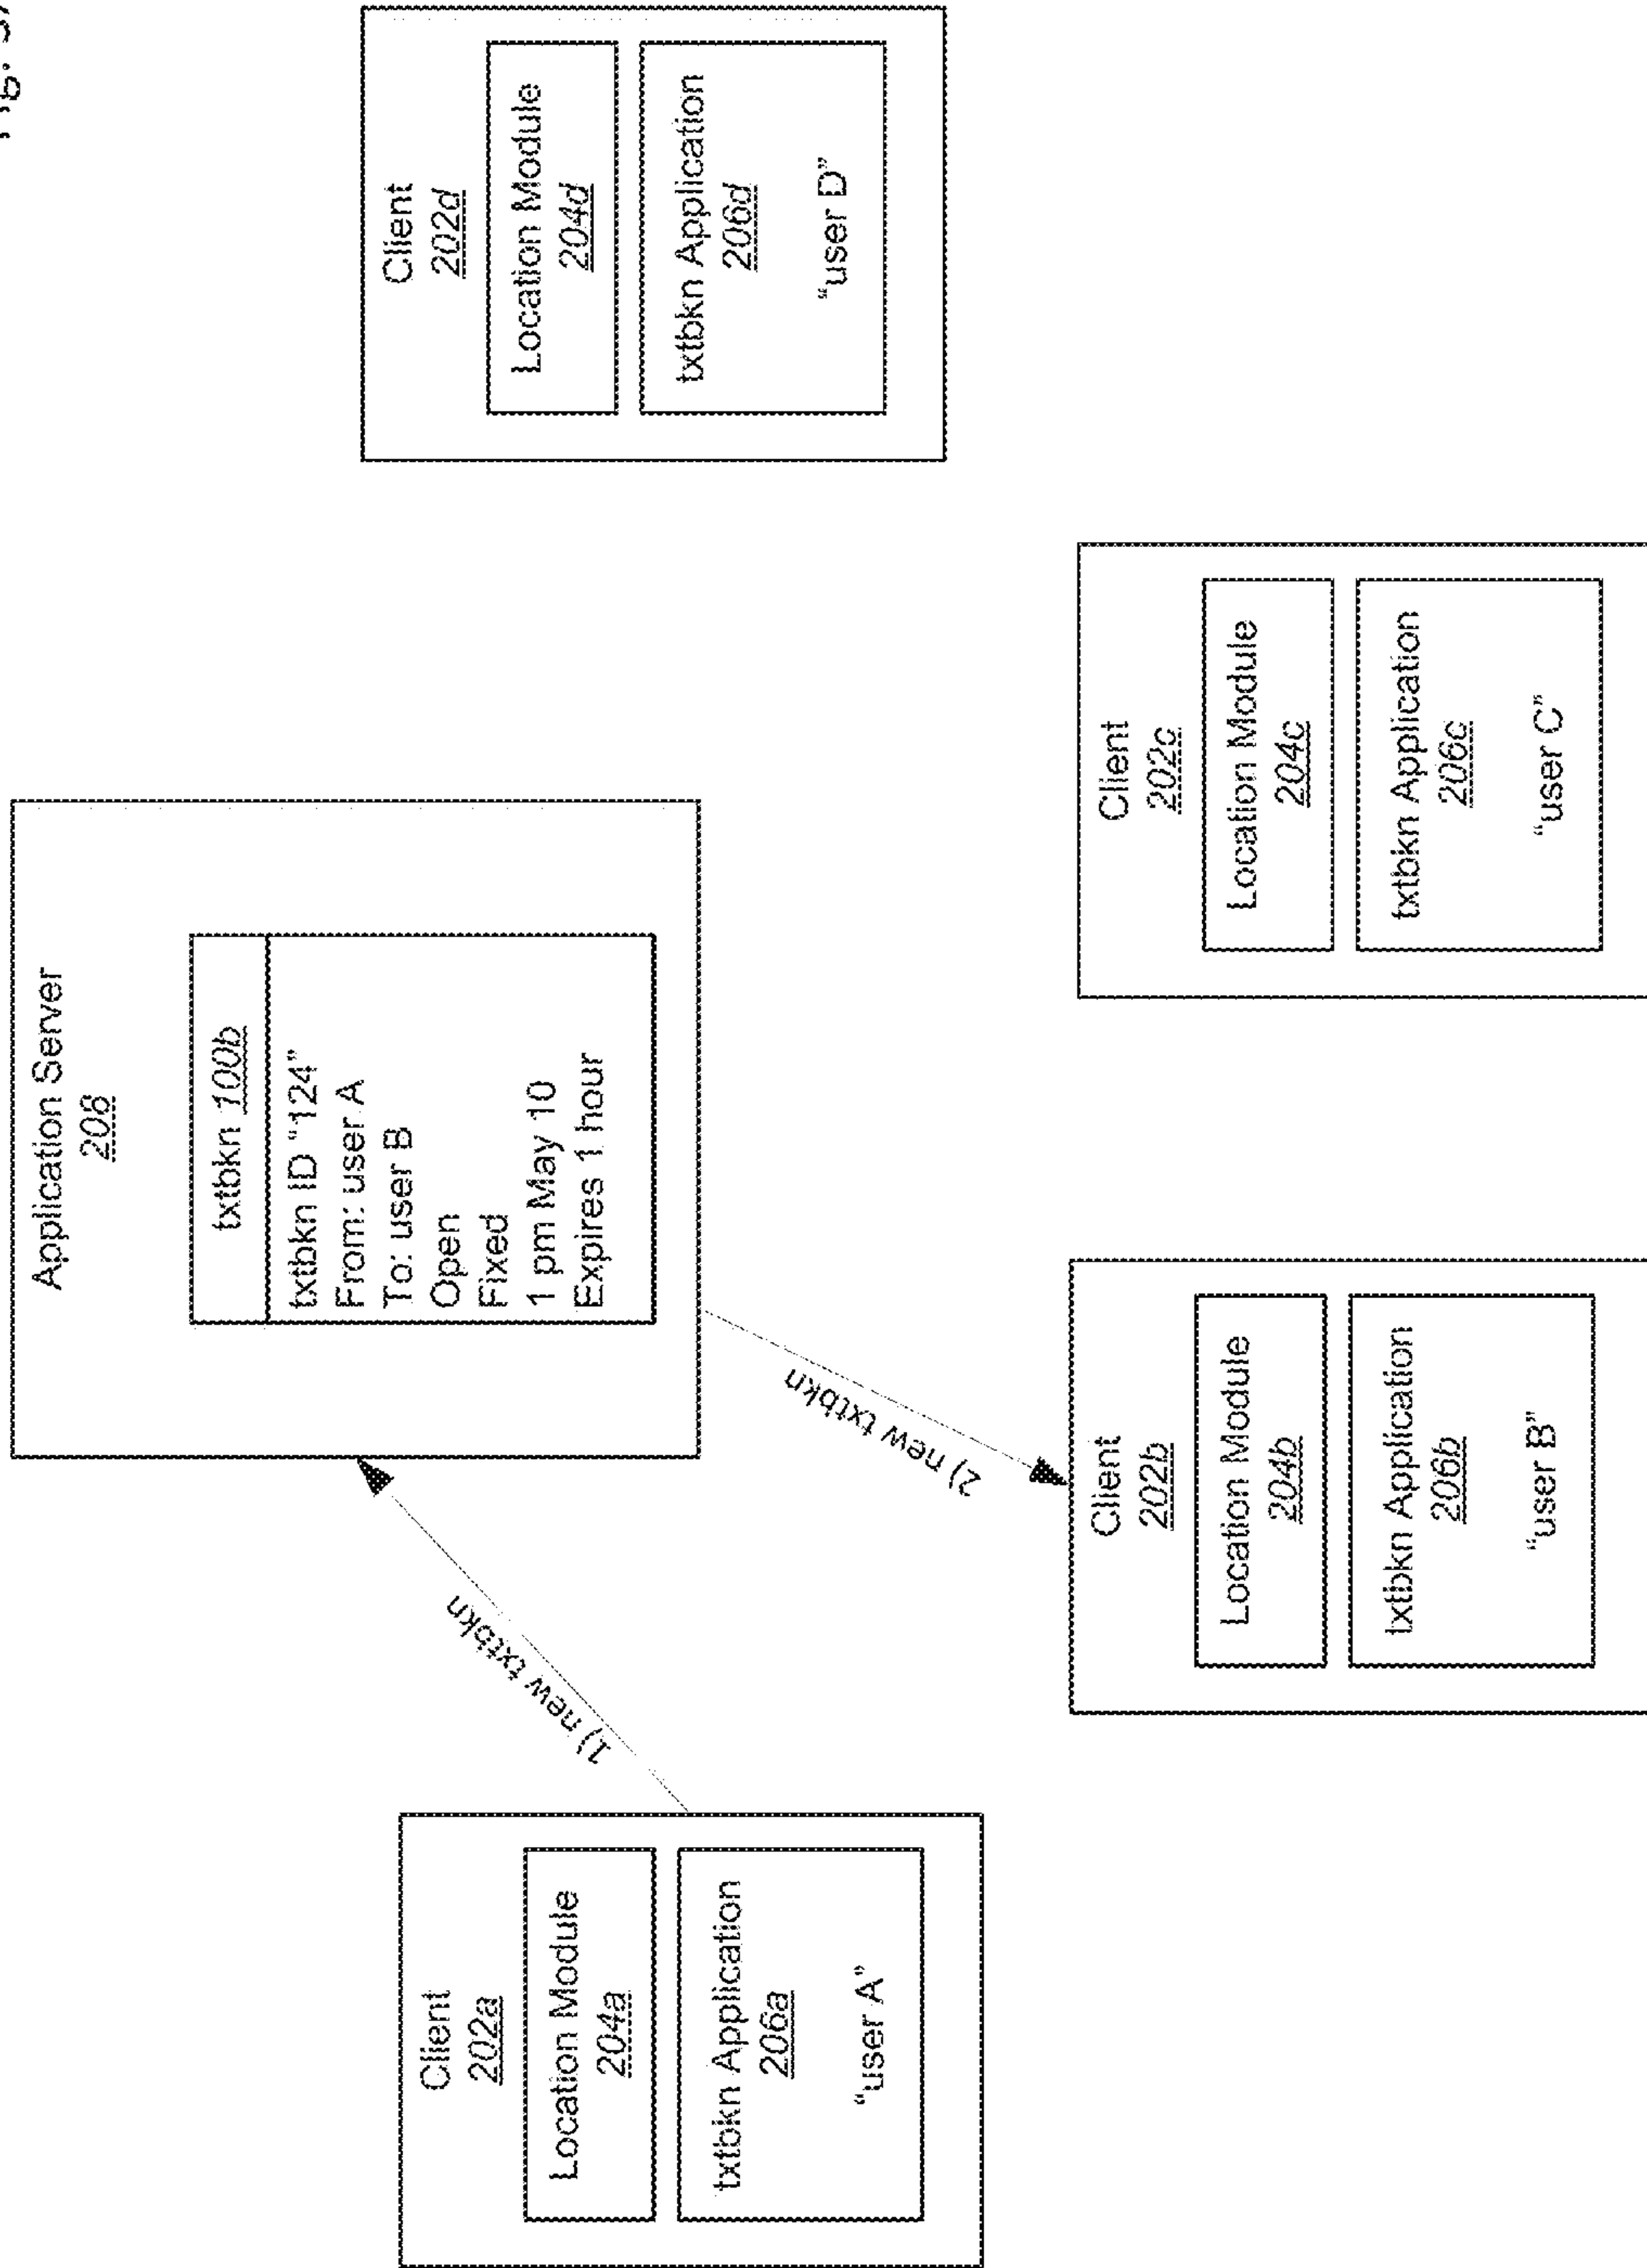 Application Server
208
txtbkn 100b
txtbkn ID "124"
From: user A
To: user B
Open
Fixed
1 pm May 10
Expires 1 hour
1) new txtbkn
2) new txtbkn
Client
202a
Location Module
204a
txtbkn Application
206a
"user A"
Client
202b
Location Module
204b
txtbkn Application
206b
"user B"
Client
202c
Location Module
204c
txtbkn Application
206c
"user C"
Client
202d
Location Module
204d
txtbkn Application
206d
"user D"